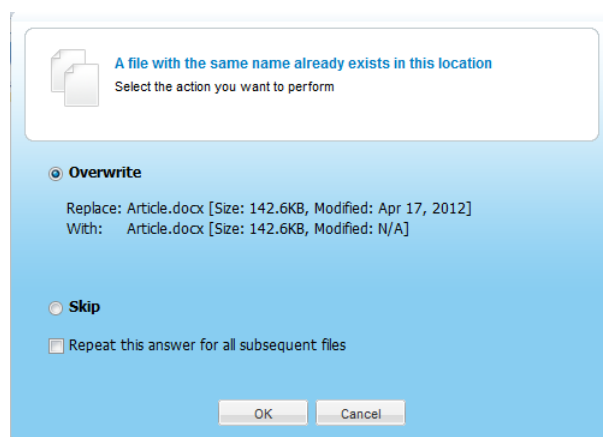 A file with the same name already exists in this location
Select the action you want to perform
Overwrite
Replace: Article.docx [Size: 142.6KB, Modified: Apr 17, 2012]
With: Article.docx [Size: 142.6KB, Modified: N/A]
Skip
Repeat this answer for all subsequent files
OK Cancel